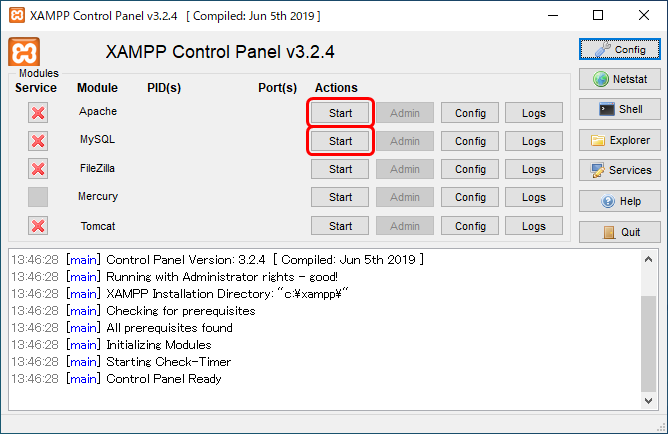 XAMPP Control Panel v3.2.4 [ Compiled: Jun 5th 2019 ]
XAMPP Control Panel v3.2.4
Config
Modules
Service Module PID(s) Port(s) Actions
Netstat
Apache Start Admin Config Logs
Shell
MySQL Start Admin Config Logs
Explorer
FileZilla Start Admin Config Logs
Services
Mercury Start Admin Config Logs
Help
Tomcat Start Admin Config Logs
Quit
13:46:28 [main] Control Panel Version: 3.2.4 [ Compiled: Jun 5th 2019 ]
13:46:28 [main] Running with Administrator rights - good!
13:46:28 [main] XAMPP Installation Directory: "c:¥xampp¥"
13:46:28 [main] Checking for prerequisites
13:46:28 [main] All prerequisites found
13:46:28 [main] Initializing Modules
13:46:28 [main] Starting Check-Timer
13:46:28 [main] Control Panel Ready